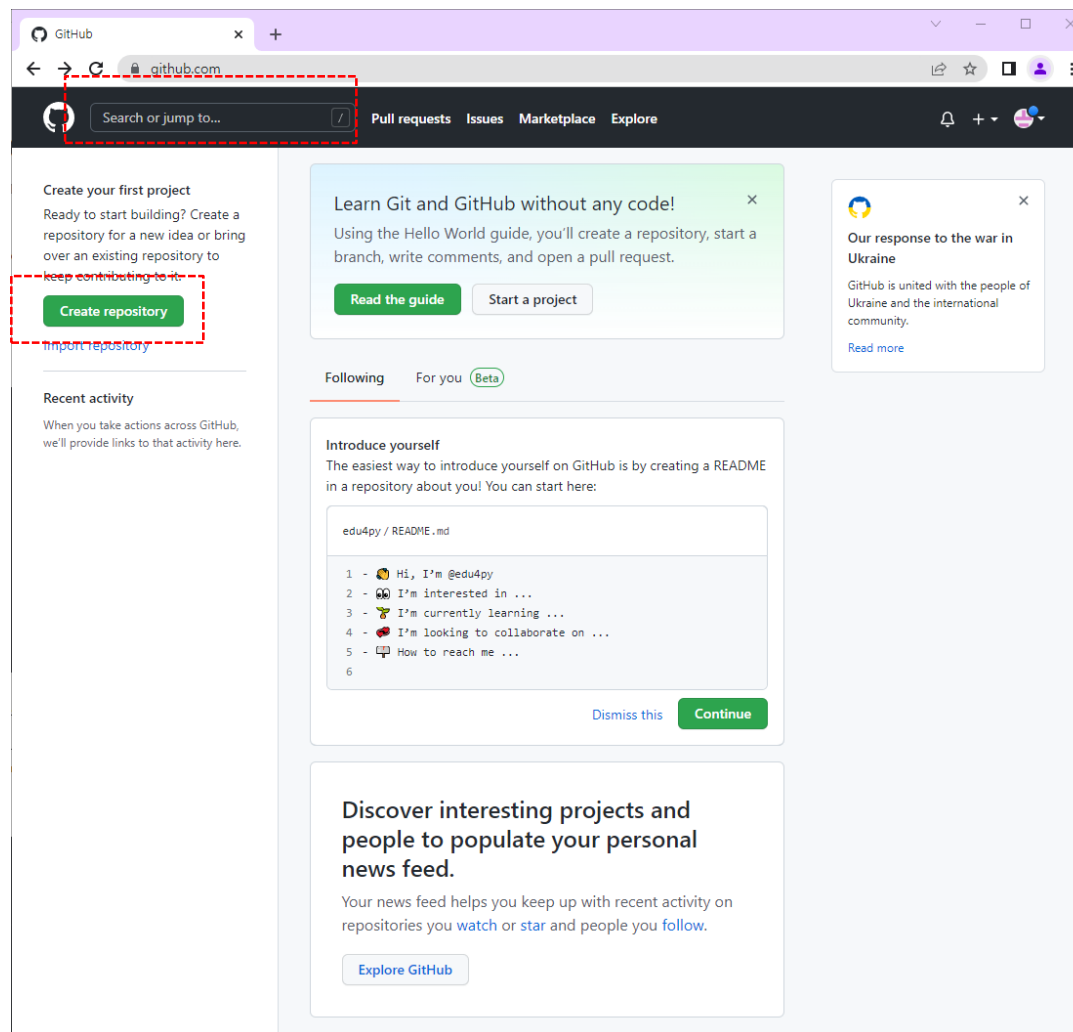 GitHub
github.com
Search or jump to... /
Pull requests Issues Marketplace Explore
Create your first project
Ready to start building? Create a
repository for a new idea or bring
over an existing repository to
keep contributing to it.
Create repository
Import repository
Recent activity
When you take actions across GitHub,
we'll provide links to that activity here.
Learn Git and GitHub without any code!
Using the Hello World guide, you'll create a repository, start a
branch, write comments, and open a pull request.
Read the guide
Start a project
Following
For you Beta
Introduce yourself
The easiest way to introduce yourself on GitHub is by creating a README
in a repository about you! You can start here:
edu4py / README.md
1 - 👋 Hi, I'm @edu4py
2 - 👀 I'm interested in ...
3 - 🌱 I'm currently learning ...
4 - 💞️ I'm looking to collaborate on ...
5 - 📫 How to reach me ...
6
Dismiss this
Continue
Discover interesting projects and
people to populate your personal
news feed.
Your news feed helps you keep up with recent activity on
repositories you watch or star and people you follow.
Explore GitHub
Our response to the war in
Ukraine
GitHub is united with the people of
Ukraine and the international
community.
Read more